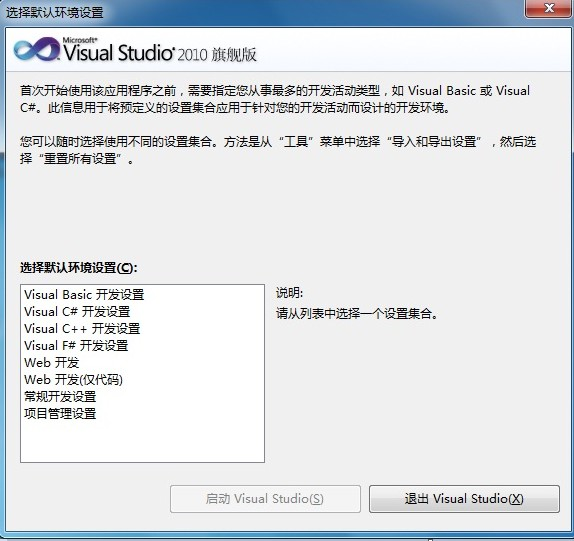 选择默认环境设置
Microsoft®
Visual Studio® 2010 旗舰版
首次开始使用该应用程序之前，需要指定您从事最多的开发活动类型，如 Visual Basic 或 Visual
C#。此信息用于将预定义的设置集合应用于针对您的开发活动而设计的开发环境。
您可以随时选择使用不同的设置集合。方法是从“工具”菜单中选择“导入和导出设置”，然后选
择“重置所有设置”。
选择默认环境设置(C):
Visual Basic 开发设置
Visual C# 开发设置
Visual C++ 开发设置
Visual F# 开发设置
Web 开发
Web 开发(仅代码)
常规开发设置
项目管理设置
说明:
请从列表中选择一个设置集合。
启动 Visual Studio(S)
退出 Visual Studio(X)